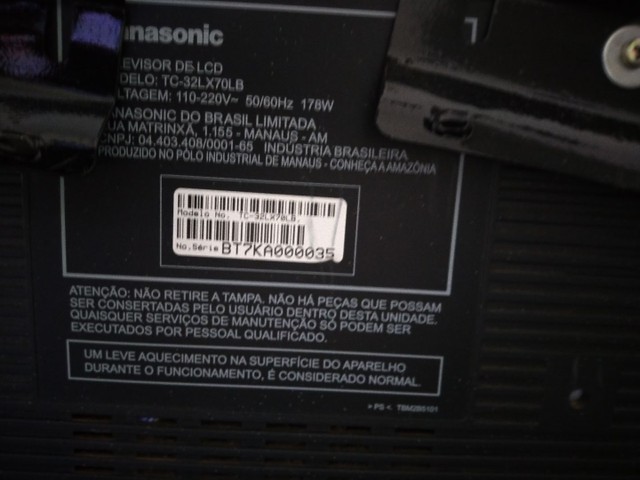 anasonic
LEVISOR DE LCD
DELO: TC-32LX70LB
LTAGEM: 110-220V~ 50/60Hz 178W
ANASONIC DO BRASIL LIMITADA
UA MATRINXÃ, 1.155 - MANAUS - AM
CNPJ: 04.403.408/0001-65 INDÚSTRIA BRASILEIRA
PRODUZIDO NO PÓLO INDUSTRIAL DE MANAUS - CONHEÇA A AMAZÔNIA
Modelo No. TC-32LX70LB.
No.Série BT7KA000035
ATENÇÃO: NÃO RETIRE A TAMPA. NÃO HÁ PEÇAS QUE POSSAM
SER CONSERTADAS PELO USUÁRIO DENTRO DESTA UNIDADE.
QUAISQUER SERVIÇOS DE MANUTENÇÃO SÓ PODEM SER
EXECUTADOS POR PESSOAL QUALIFICADO.
UM LEVE AQUECIMENTO NA SUPERFÍCIE DO APARELHO
DURANTE O FUNCIONAMENTO, É CONSIDERADO NORMAL.
> PS <